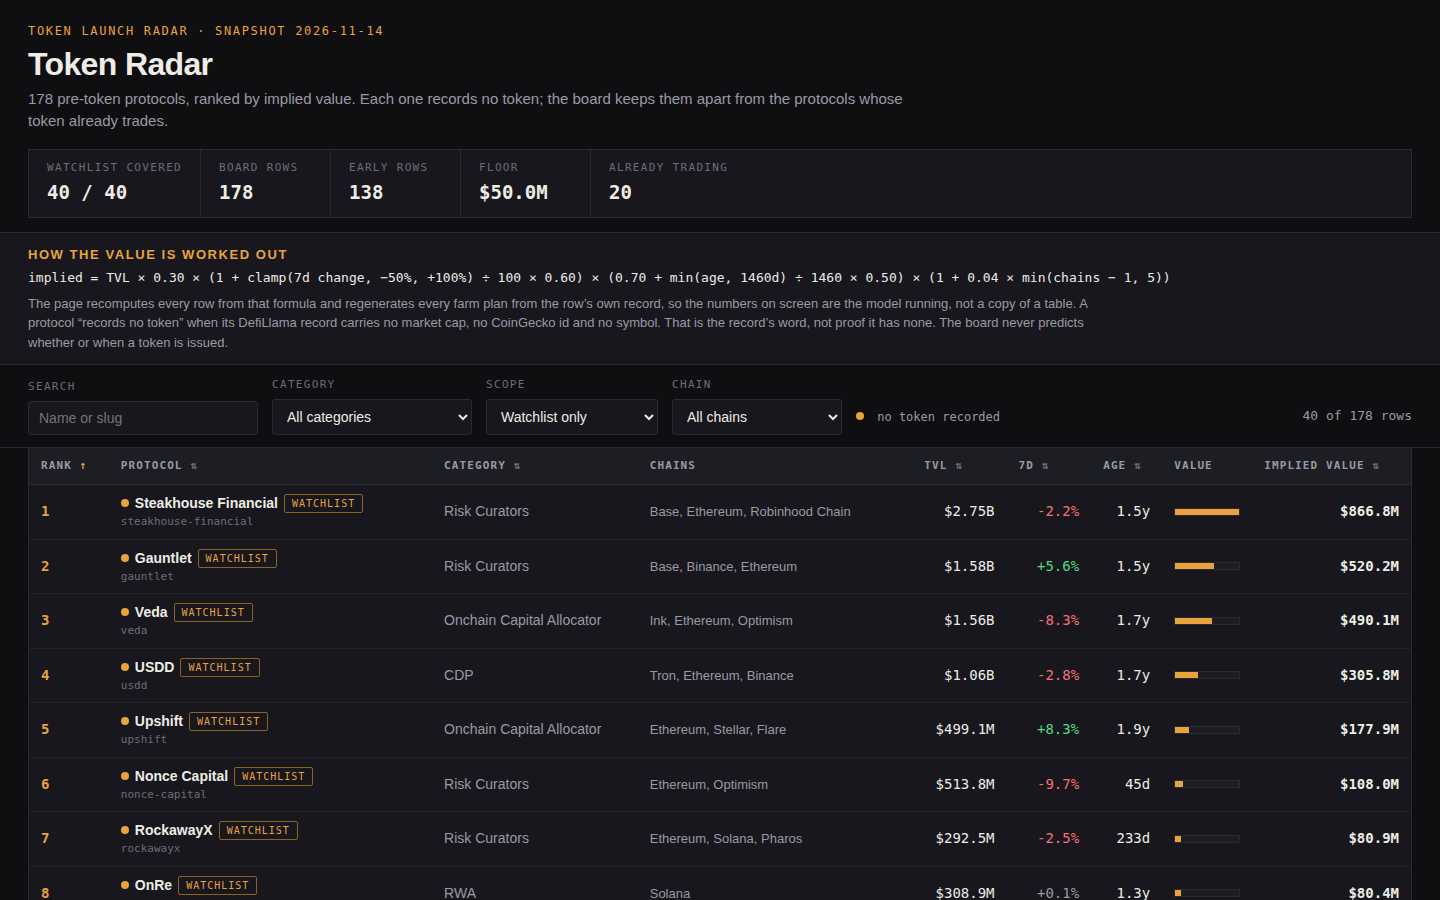 TOKEN LAUNCH RADAR · SNAPSHOT 2026-11-14
Token Radar
178 pre-token protocols, ranked by implied value. Each one records no token; the board keeps them apart from the protocols whose
token already trades.
WATCHLIST COVERED BOARD ROWS EARLY ROWS FLOOR ALREADY TRADING
40 / 40 178 138 $50.0M 20
HOW THE VALUE IS WORKED OUT
implied = TVL × 0.30 × (1 + clamp(7d change, −50%, +100%) ÷ 100 × 0.60) × (0.70 + min(age, 1460d) ÷ 1460 × 0.50) × (1 + 0.04 × min(chains − 1, 5))
The page recomputes every row from that formula and regenerates every farm plan from the row’s own record, so the numbers on screen are the model running, not a copy of a table. A
protocol “records no token” when its DefiLlama record carries no market cap, no CoinGecko id and no symbol. That is the record’s word, not proof it has none. The board never predicts
whether or when a token is issued.
SEARCH CATEGORY SCOPE CHAIN
Name or slug All categories Watchlist only All chains no token recorded 40 of 178 rows
RANK ↑ PROTOCOL ⇅ CATEGORY ⇅ CHAINS TVL ⇅ 7D ⇅ AGE ⇅ VALUE IMPLIED VALUE ⇅
1 Steakhouse Financial WATCHLIST Risk Curators Base, Ethereum, Robinhood Chain $2.75B -2.2% 1.5y $866.8M
steakhouse-financial
2 Gauntlet WATCHLIST Risk Curators Base, Binance, Ethereum $1.58B +5.6% 1.5y $520.2M
gauntlet
3 Veda WATCHLIST Onchain Capital Allocator Ink, Ethereum, Optimism $1.56B -8.3% 1.7y $490.1M
veda
4 USDD WATCHLIST CDP Tron, Ethereum, Binance $1.06B -2.8% 1.7y $305.8M
usdd
5 Upshift WATCHLIST Onchain Capital Allocator Ethereum, Stellar, Flare $499.1M +8.3% 1.9y $177.9M
upshift
6 Nonce Capital WATCHLIST Risk Curators Ethereum, Optimism $513.8M -9.7% 45d $108.0M
nonce-capital
7 RockawayX WATCHLIST Risk Curators Ethereum, Solana, Pharos $292.5M -2.5% 233d $80.9M
rockawayx
8 OnRe WATCHLIST RWA Solana $308.9M +0.1% 1.3y $80.4M